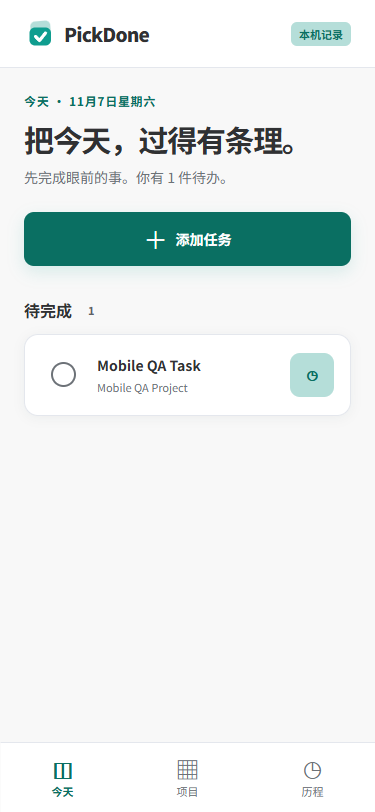 PickDone
本机记录
今天 · 11月7日星期六
把今天，过得有条理。
先完成眼前的事。你有 1 件待办。
添加任务
待完成 1
Mobile QA Task
Mobile QA Project
今天
项目
历程